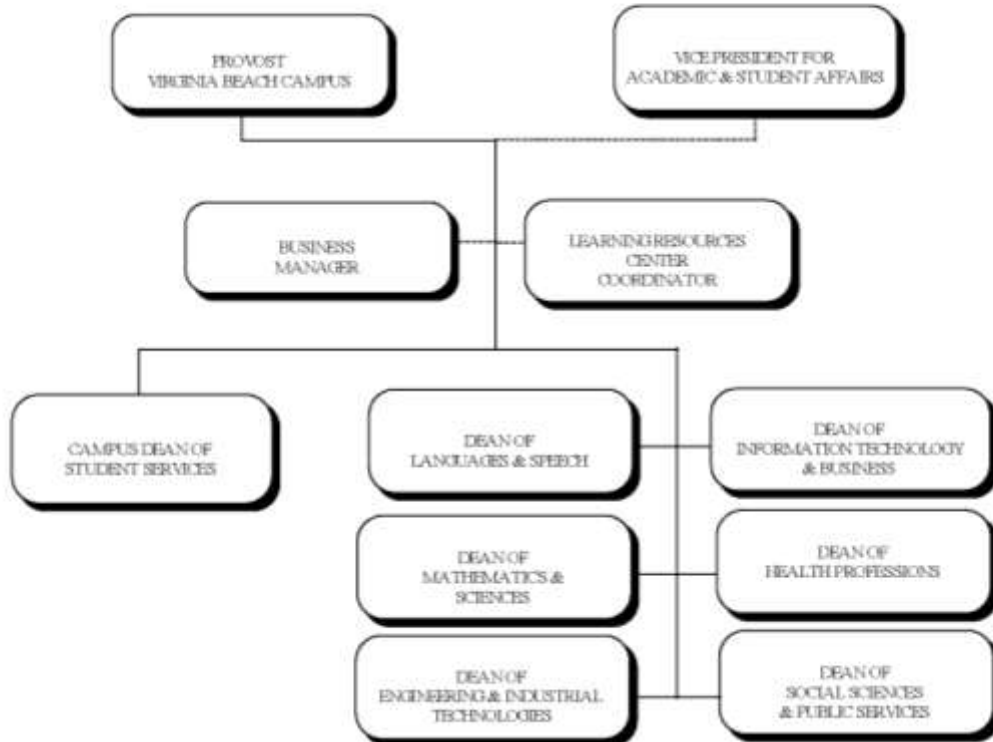 PROVOST
VIRGINIA BEACH CAMPUS
VICE PRESIDENT FOR
ACADEMIC & STUDENT AFFAIRS
BUSINESS
MANAGER
LEARNING RESOURCES
CENTER
COORDINATOR
CAMPUS DEAN OF
STUDENT SERVICES
DEAN OF
LANGUAGES & SPEECH
DEAN OF
INFORMATION TECHNOLOGY
& BUSINESS
DEAN OF
MATHEMATICS &
SCIENCES
DEAN OF
HEALTH PROFESSIONS
DEAN OF
ENGINEERING & INDUSTRIAL
TECHNOLOGIES
DEAN OF
SOCIAL SCIENCES
& PUBLIC SERVICES